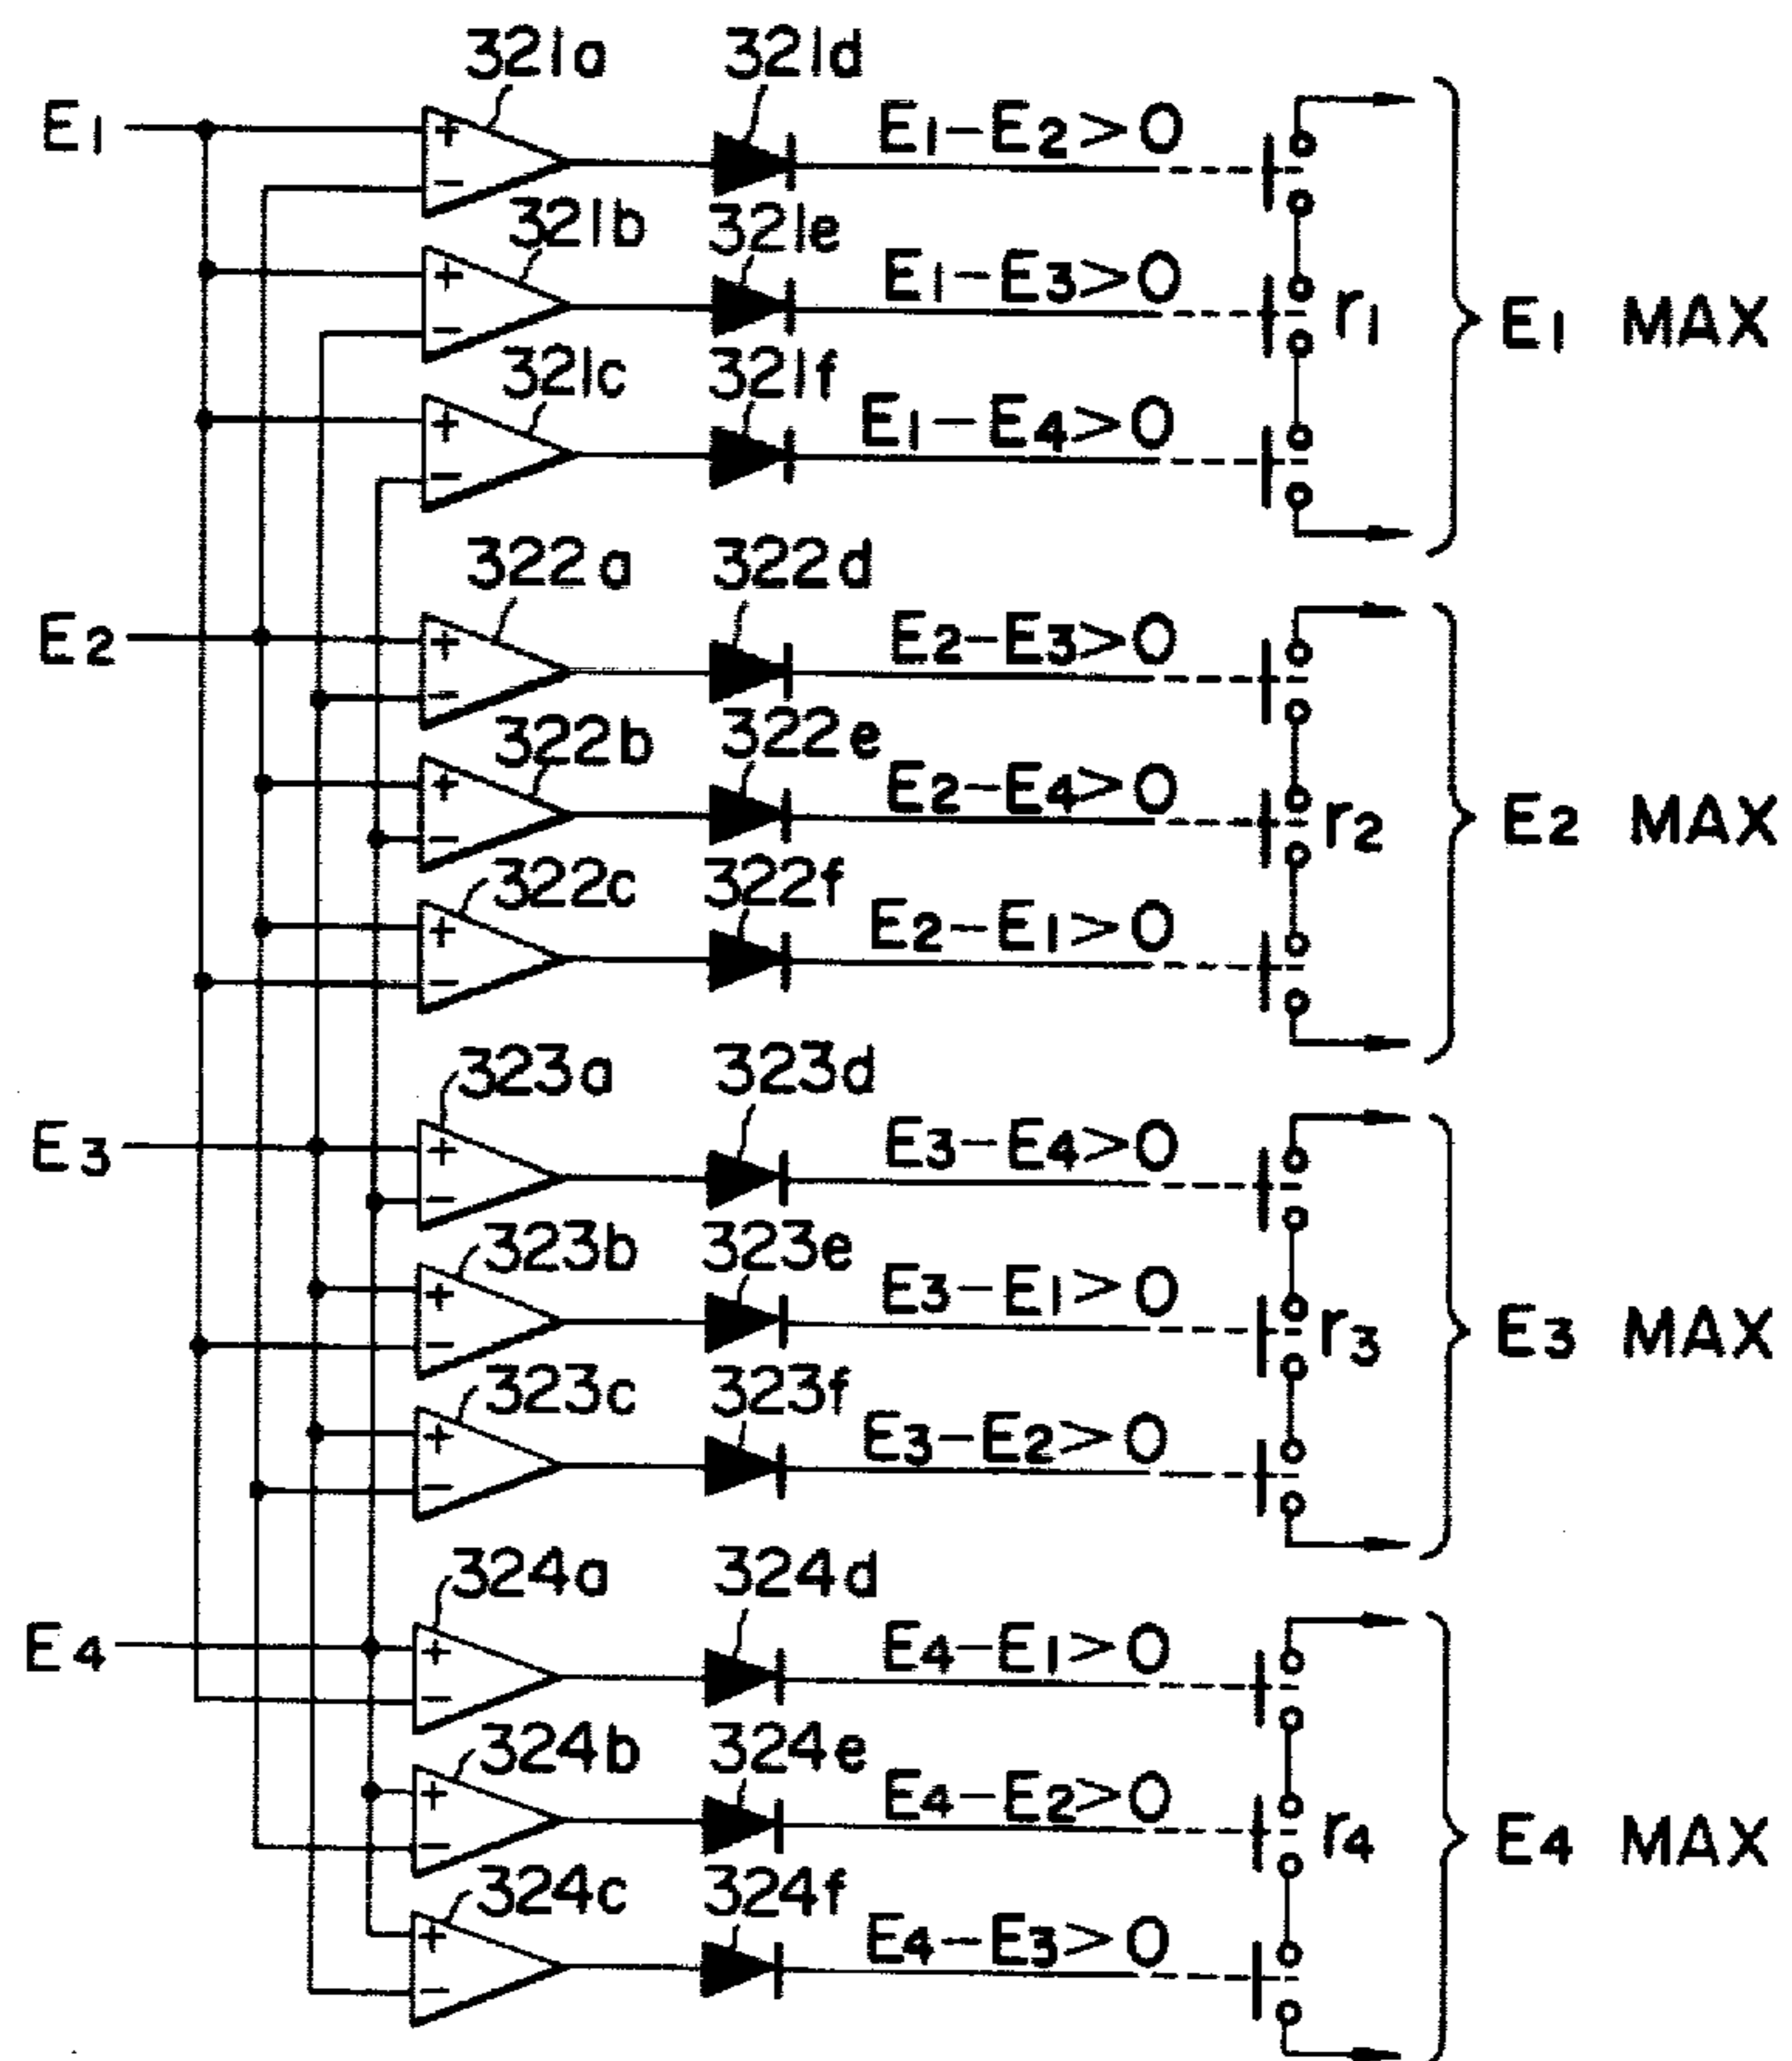 321a 321d
E1 + − E1−E2>0
321b 321e
+ − E1−E3>0 r1 E1 MAX
321c 321f
+ − E1−E4>0
322a 322d
E2 + − E2−E3>0
322b 322e
+ − E2−E4>0 r2 E2 MAX
322c 322f
+ − E2−E1>0
323a 323d
E3 + − E3−E4>0
323b 323e
+ − E3−E1>0 r3 E3 MAX
323c 323f
+ − E3−E2>0
324a 324d
E4 + − E4−E1>0
324b 324e
+ − E4−E2>0 r4 E4 MAX
324c 324f
+ − E4−E3>0